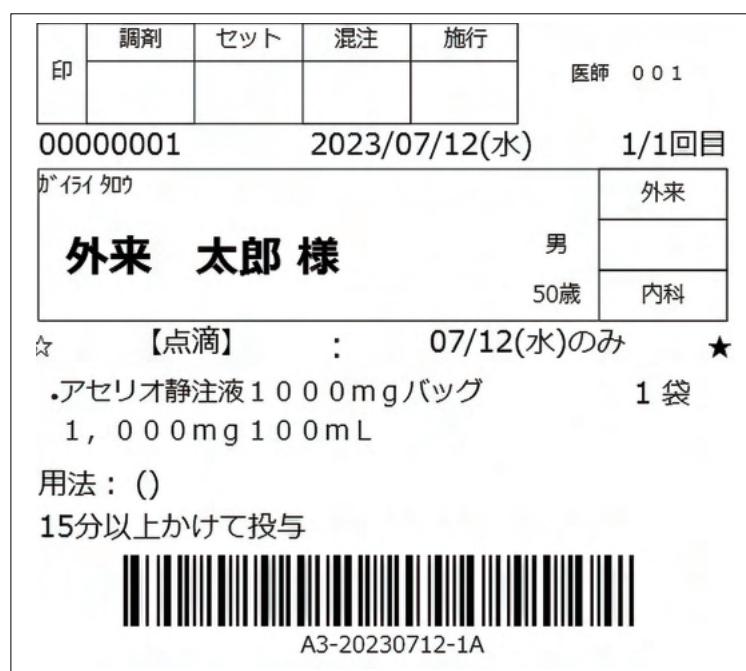 印 調剤 セット 混注 施行
医師 001
00000001 2023/07/12(水) 1/1回目
ガイライ タロウ
外来 太郎 様
男
50歳
外来
内科
☆ 【点滴】 : 07/12(水)のみ ★
・アセリオ静注液1000mgバッグ 1袋
1,000mg100mL
用法:()
15分以上かけて投与
A3-20230712-1A